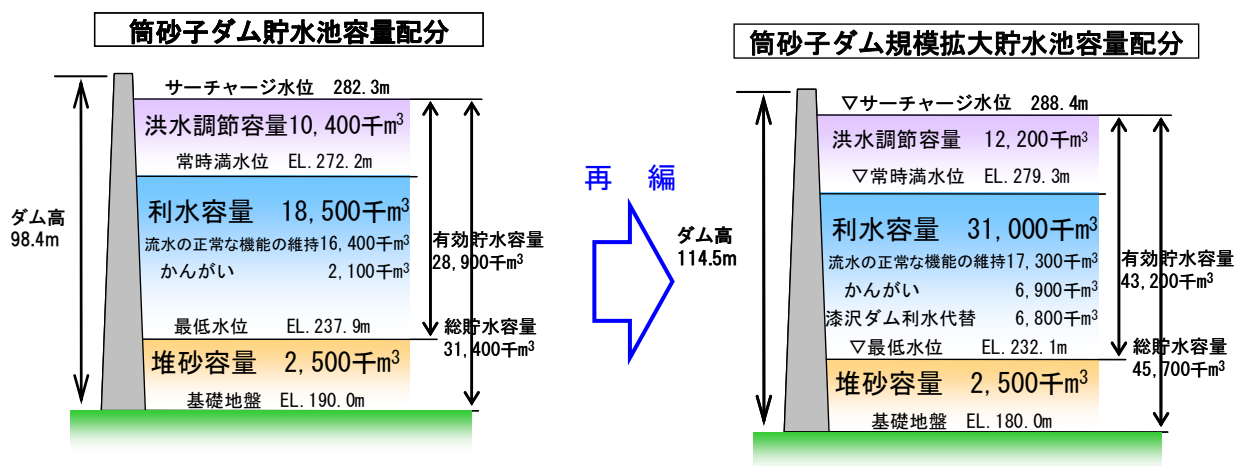 筒砂子ダム貯水池容量配分
サーチャージ水位 282.3m
洪水調節容量10,400千m³
常時満水位 EL.272.2m
利水容量 18,500千m³
流水の正常な機能の維持16,400千m³
かんがい 2,100千m³
最低水位 EL.237.9m
堆砂容量 2,500千m³
基礎地盤 EL.190.0m
ダム高
98.4m
有効貯水容量
28,900千m³
総貯水容量
31,400千m³
再 編
筒砂子ダム規模拡大貯水池容量配分
▽サーチャージ水位 288.4m
洪水調節容量 12,200千m³
▽常時満水位 EL.279.3m
利水容量 31,000千m³
流水の正常な機能の維持17,300千m³
かんがい 6,900千m³
漆沢ダム利水代替 6,800千m³
▽最低水位 EL.232.1m
堆砂容量 2,500千m³
基礎地盤 EL.180.0m
ダム高
114.5m
有効貯水容量
43,200千m³
総貯水容量
45,700千m³